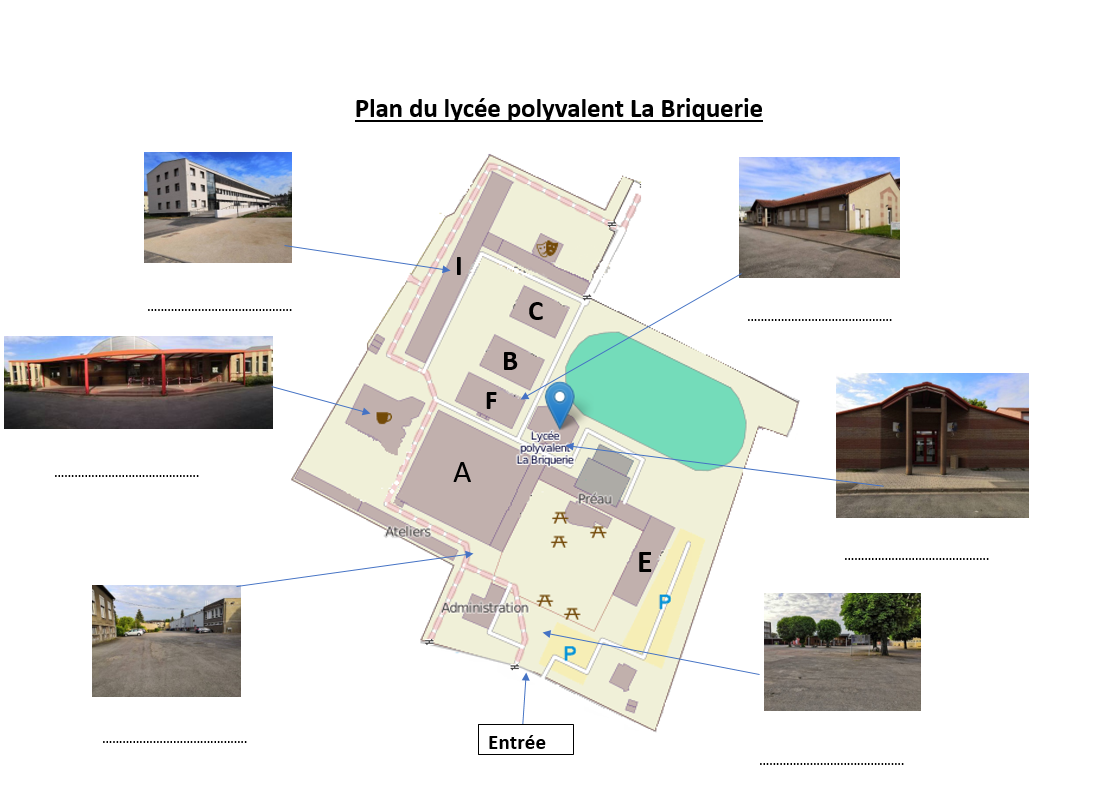 Plan du lycée polyvalent La Briquerie
I
C
B
F
Lycée
polyvalent
La Briquerie
A
Préau
Ateliers
E
Administration
P
P
Entrée